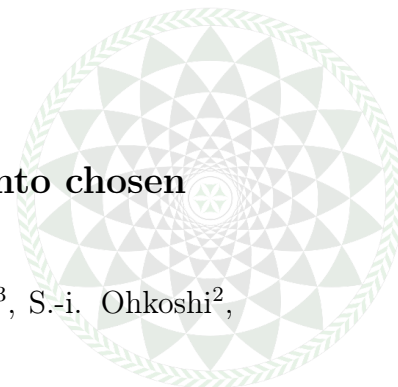 nto chosen
³, S.-i. Ohkoshi²,